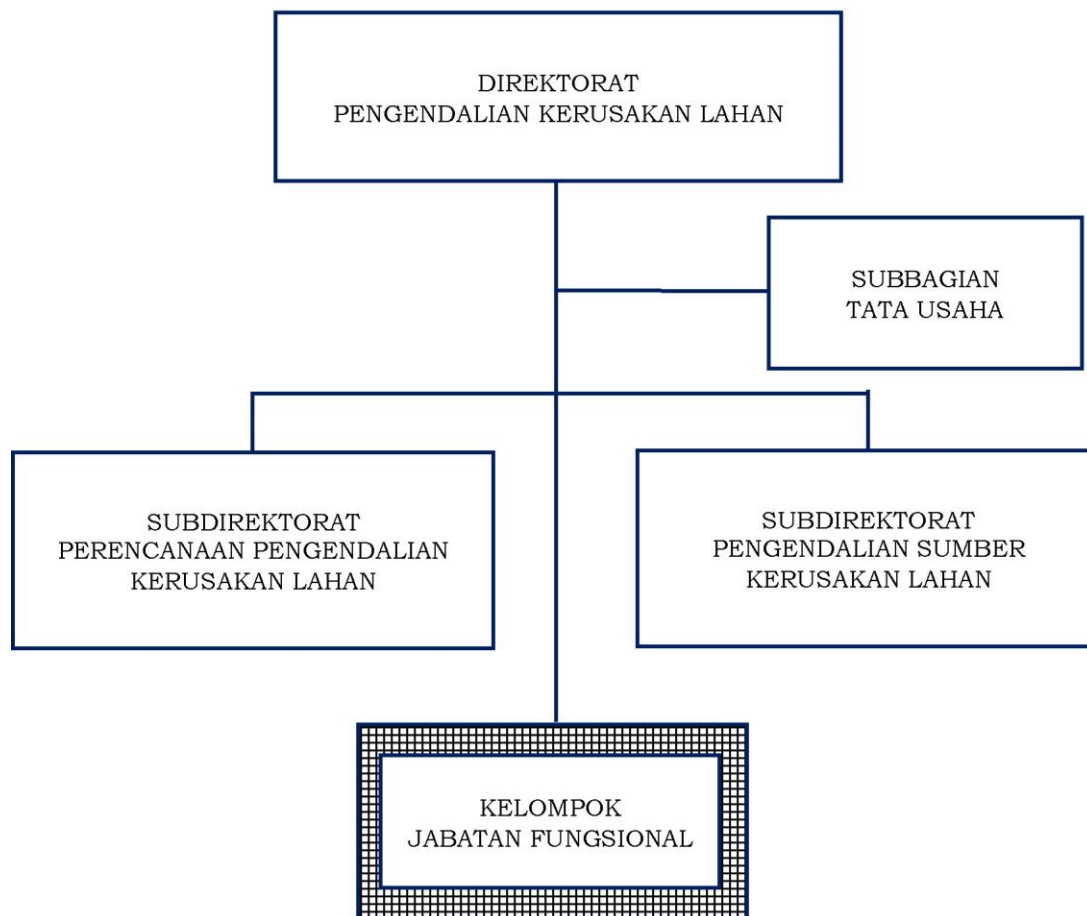 DIREKTORAT
PENGENDALIAN KERUSAKAN LAHAN
SUBBAGIAN
TATA USAHA
SUBDIREKTORAT
PERENCANAAN PENGENDALIAN
KERUSAKAN LAHAN
SUBDIREKTORAT
PENGENDALIAN SUMBER
KERUSAKAN LAHAN
KELOMPOK
JABATAN FUNGSIONAL